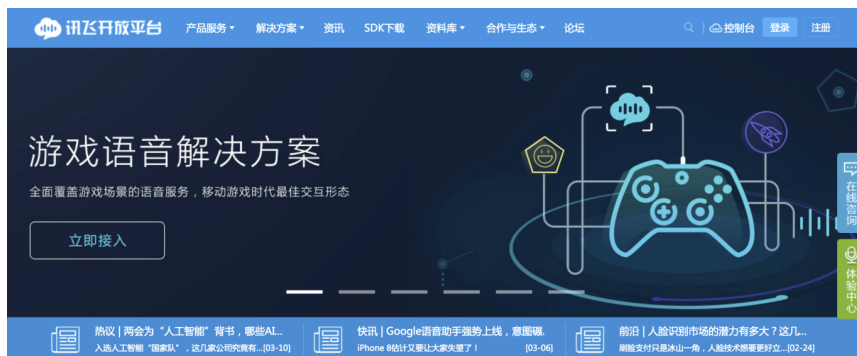 讯飞开放平台 产品服务 解决方案 资讯 SDK下载 资料库 合作与生态 论坛 控制台 登录 注册
游戏语音解决方案
全面覆盖游戏场景的语音服务，移动游戏时代最佳交互形态
立即接入
在线咨询
体验中心
热议 | 两会为“人工智能”背书，哪些AI...
入选人工智能“国家队”，这几家公司究竟有...[03-10]
快讯 | Google语音助手强势上线，意图碾.
iPhone 8估计又要让大家失望了！ [03-06]
前沿 | 人脸识别市场的潜力有多大？这几...
刷脸支付只是冰山一角，人脸技术想要更好立...[02-24]